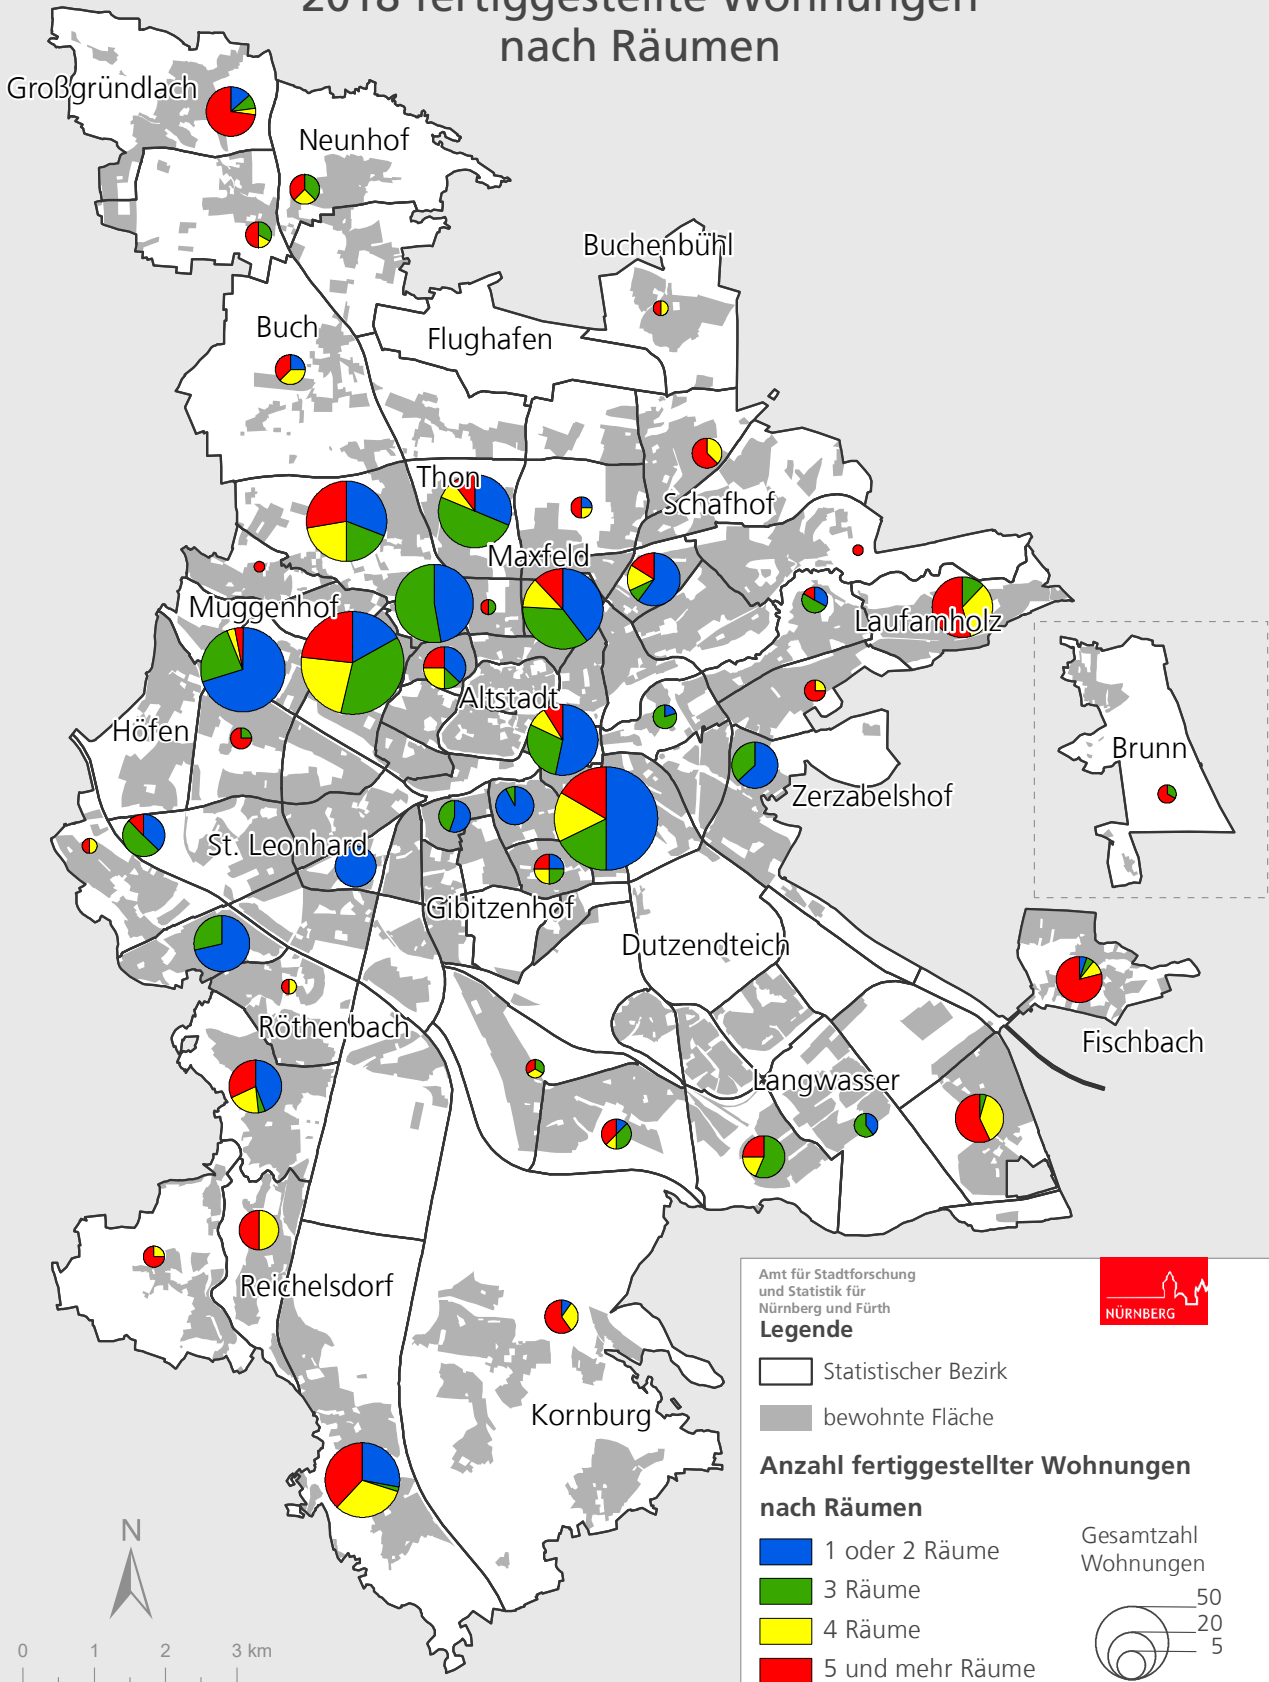 2018 fertiggestellte Wohnungen
nach Räumen
Großgründlach
Neunhof
Buchenbühl
Buch
Flughafen
Thon
Schafhof
Maxfeld
Muggenhof
Laufamholz
Altstadt
Höfen
Brunn
Zerzabelshof
St. Leonhard
Gibitzenhof
Dutzendteich
Röthenbach
Fischbach
Langwasser
Reichelsdorf
Kornburg
Amt für Stadtforschung
und Statistik für
Nürnberg und Fürth
NÜRNBERG
Legende
Statistischer Bezirk
bewohnte Fläche
Anzahl fertiggestellter Wohnungen
nach Räumen
1 oder 2 Räume
3 Räume
4 Räume
5 und mehr Räume
Gesamtzahl
Wohnungen
50
20
5
N
0 1 2 3 km